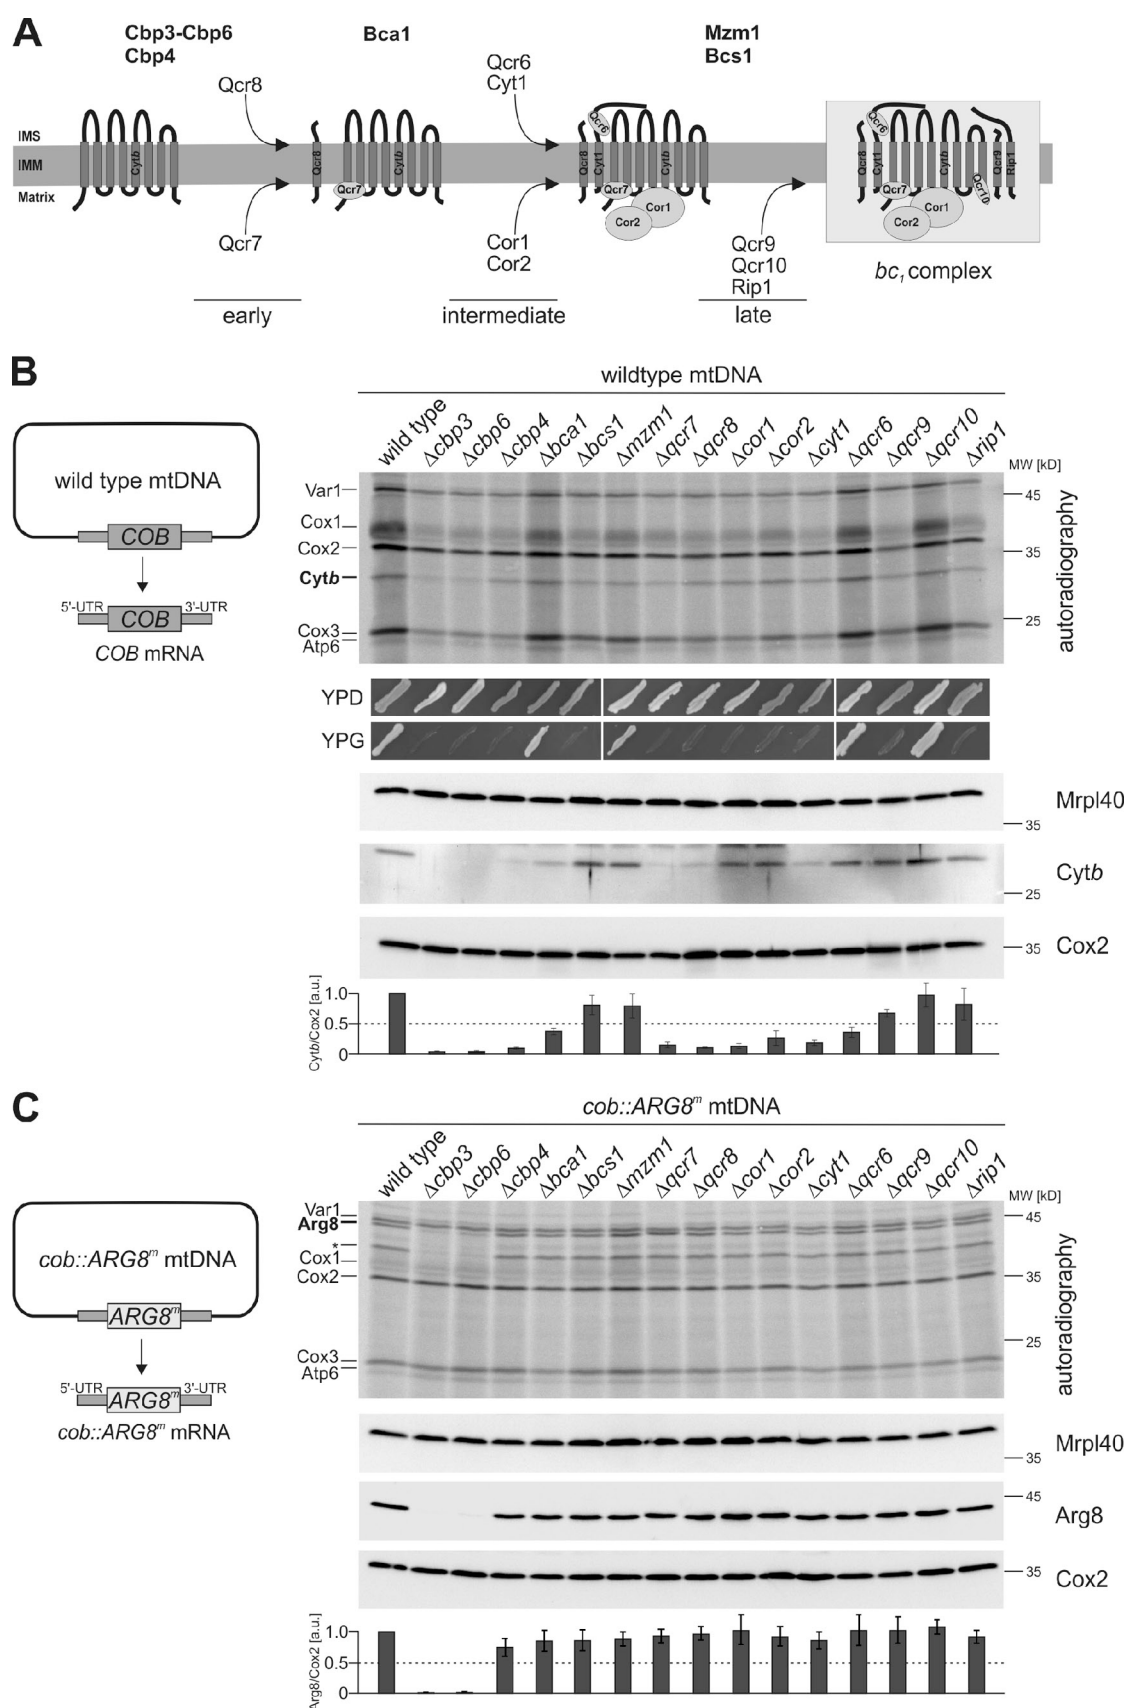 A
Cbp3-Cbp6
Cbp4
Bca1
Mzm1
Bcs1
Qcr8
Qcr6
Cyt1
IMS
IMM
Matrix
Cytb
Qcr8
Qcr7
Cytb
Qcr6
Qcr8
Cyt1
Qcr7
Cytb
Cor1
Cor2
Qcr6
Qcr8
Cyt1
Qcr7
Cytb
Cor1
Cor2
Qcr10
Qcr9
Rip1
Qcr7
Cor1
Cor2
Qcr9
Qcr10
Rip1
bc1 complex
early
intermediate
late
B
wildtype mtDNA
wild type
Δcbp3
Δcbp6
Δcbp4
Δbca1
Δbcs1
Δmzm1
Δqcr7
Δqcr8
Δcor1
Δcor2
Δcyt1
Δqcr6
Δqcr9
Δqcr10
Δrip1
wild type mtDNA
COB
5'-UTR COB 3'-UTR
COB mRNA
MW [kD]
Var1
45
Cox1
Cox2
35
Cytb
25
Cox3
Atp6
autoradiography
YPD
YPG
Mrpl40
35
Cytb
25
35
Cox2
Cytb/Cox2 [a.u.]
1.0
0.5
0
C
cob::ARG8m mtDNA
wild type
Δcbp3
Δcbp6
Δcbp4
Δbca1
Δbcs1
Δmzm1
Δqcr7
Δqcr8
Δcor1
Δcor2
Δcyt1
Δqcr6
Δqcr9
Δqcr10
Δrip1
cob::ARG8m mtDNA
ARG8m
5'-UTR ARG8m 3'-UTR
cob::ARG8m mRNA
MW [kD]
Var1
45
Arg8
*
Cox1
Cox2
35
25
Cox3
Atp6
autoradiography
Mrpl40
35
45
Arg8
35
Cox2
Arg8/Cox2 [a.u.]
1.0
0.5
0